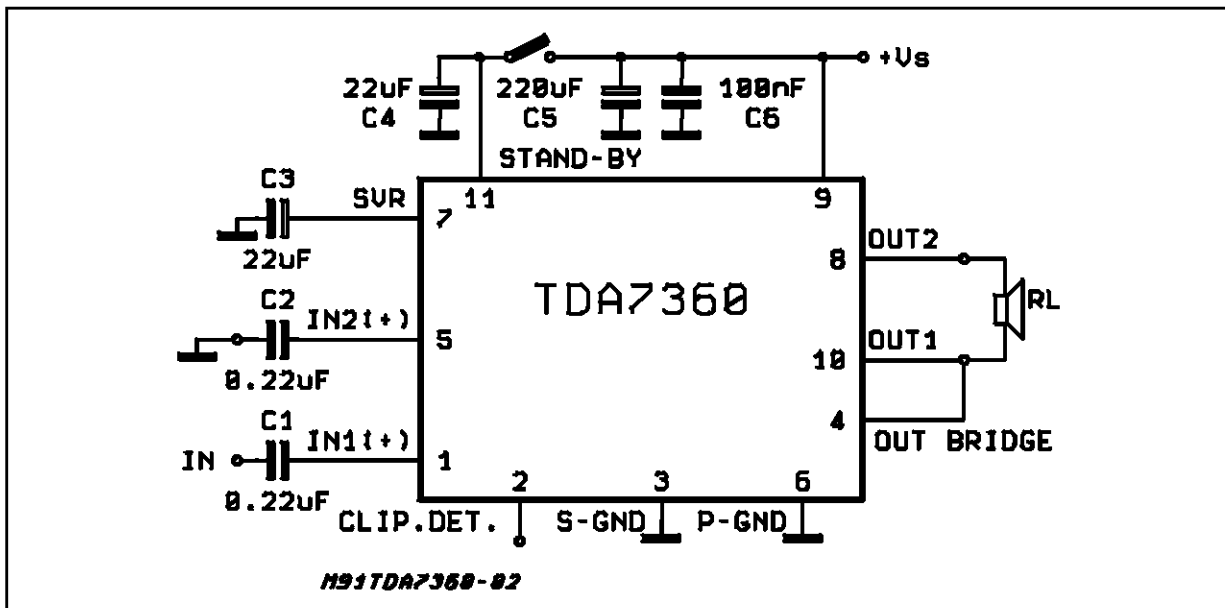 +Vs
22uF
C4
220uF
C5
100nF
C6
STAND-BY
C3
SVR
7
11
9
22uF
OUT2
8
TDA7360
RL
C2
IN2(+)
5
0.22uF
OUT1
10
C1
4
OUT BRIDGE
IN
IN1(+)
1
0.22uF
2
3
6
CLIP.DET.
S-GND
P-GND
M91TDA7360-02